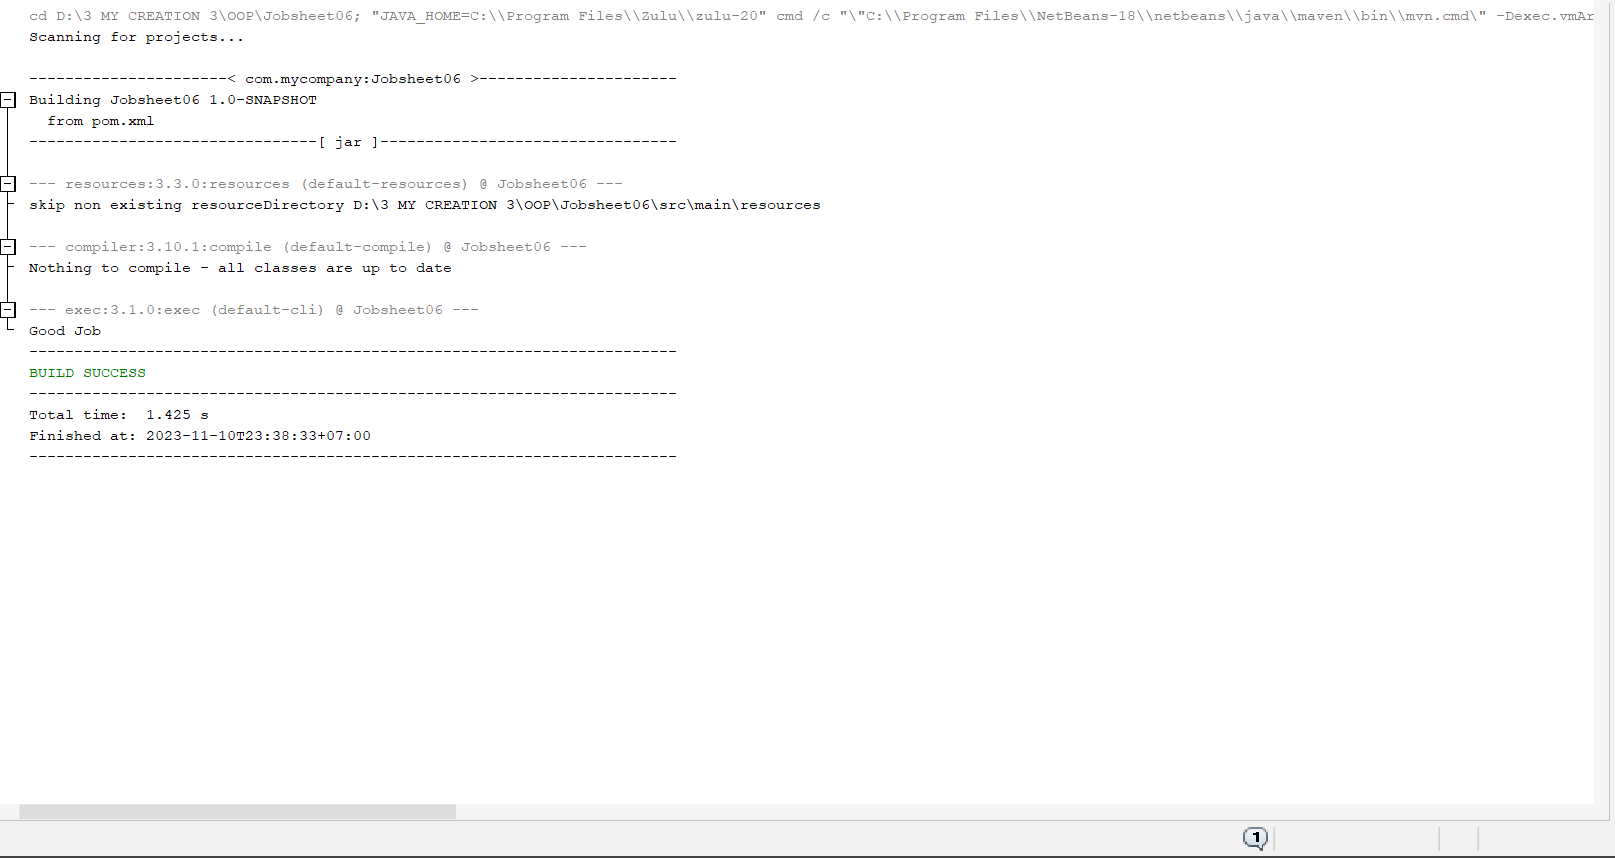 cd D:\3 MY CREATION 3\OOP\Jobsheet06; "JAVA_HOME=C:\\Program Files\\Zulu\\zulu-20" cmd /c "\"C:\\Program Files\\NetBeans-18\\netbeans\\java\\maven\\bin\\mvn.cmd\" -Dexec.vmAr
Scanning for projects...
----------------------< com.mycompany:Jobsheet06 >----------------------
Building Jobsheet06 1.0-SNAPSHOT
  from pom.xml
--------------------------------[ jar ]---------------------------------
--- resources:3.3.0:resources (default-resources) @ Jobsheet06 ---
skip non existing resourceDirectory D:\3 MY CREATION 3\OOP\Jobsheet06\src\main\resources
--- compiler:3.10.1:compile (default-compile) @ Jobsheet06 ---
Nothing to compile - all classes are up to date
--- exec:3.1.0:exec (default-cli) @ Jobsheet06 ---
Good Job
------------------------------------------------------------------------
BUILD SUCCESS
------------------------------------------------------------------------
Total time:  1.425 s
Finished at: 2023-11-10T23:38:33+07:00
------------------------------------------------------------------------
1